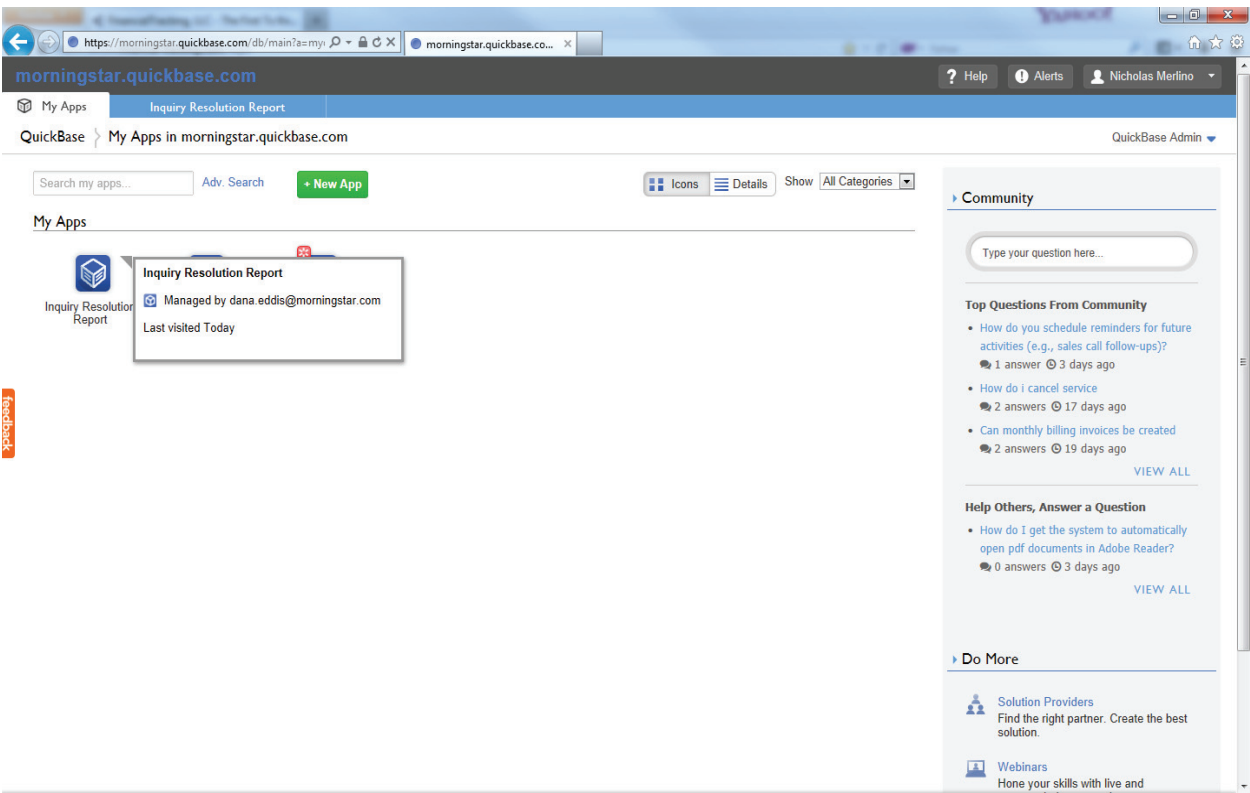 https://morningstar.quickbase.com/db/main?a=my
morningstar.quickbase.co...
morningstar.quickbase.com
? Help
Alerts
Nicholas Merlino
My Apps
Inquiry Resolution Report
QuickBase
My Apps in morningstar.quickbase.com
QuickBase Admin
Search my apps...
Adv. Search
+ New App
Icons
Details
Show
All Categories
My Apps
Inquiry Resolution
Report
Inquiry Resolution Report
Managed by dana.eddis@morningstar.com
Last visited Today
feedback
Community
Type your question here...
Top Questions From Community
• How do you schedule reminders for future
activities (e.g., sales call follow-ups)?
1 answer 3 days ago
• How do i cancel service
2 answers 17 days ago
• Can monthly billing invoices be created
2 answers 19 days ago
VIEW ALL
Help Others, Answer a Question
• How do I get the system to automatically
open pdf documents in Adobe Reader?
0 answers 3 days ago
VIEW ALL
Do More
Solution Providers
Find the right partner. Create the best
solution.
Webinars
Hone your skills with live and